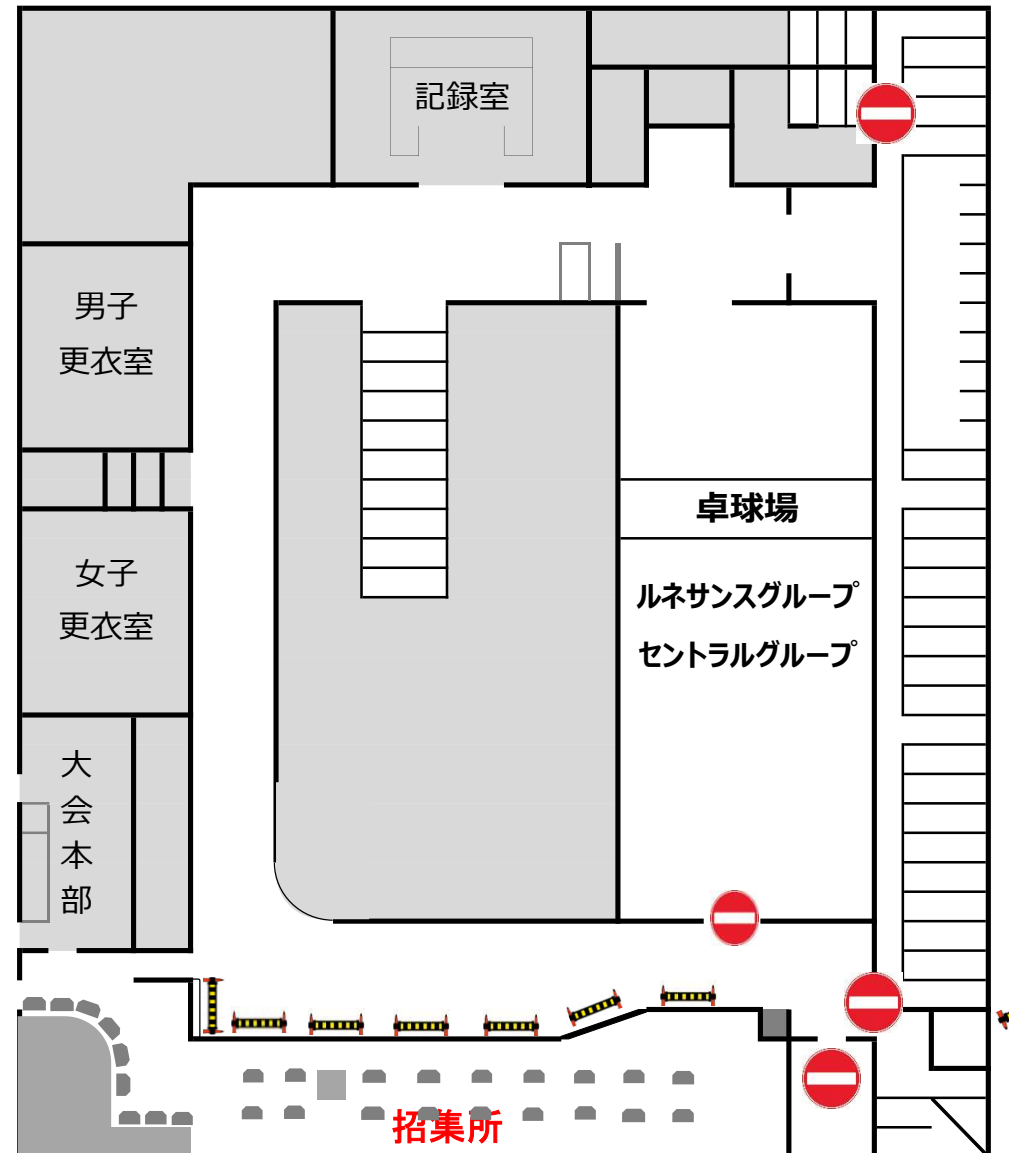 記録室
男子
更衣室
卓球場
女子
更衣室
ルネサンスグループ
セントラルグループ
大
会
本
部
招集所